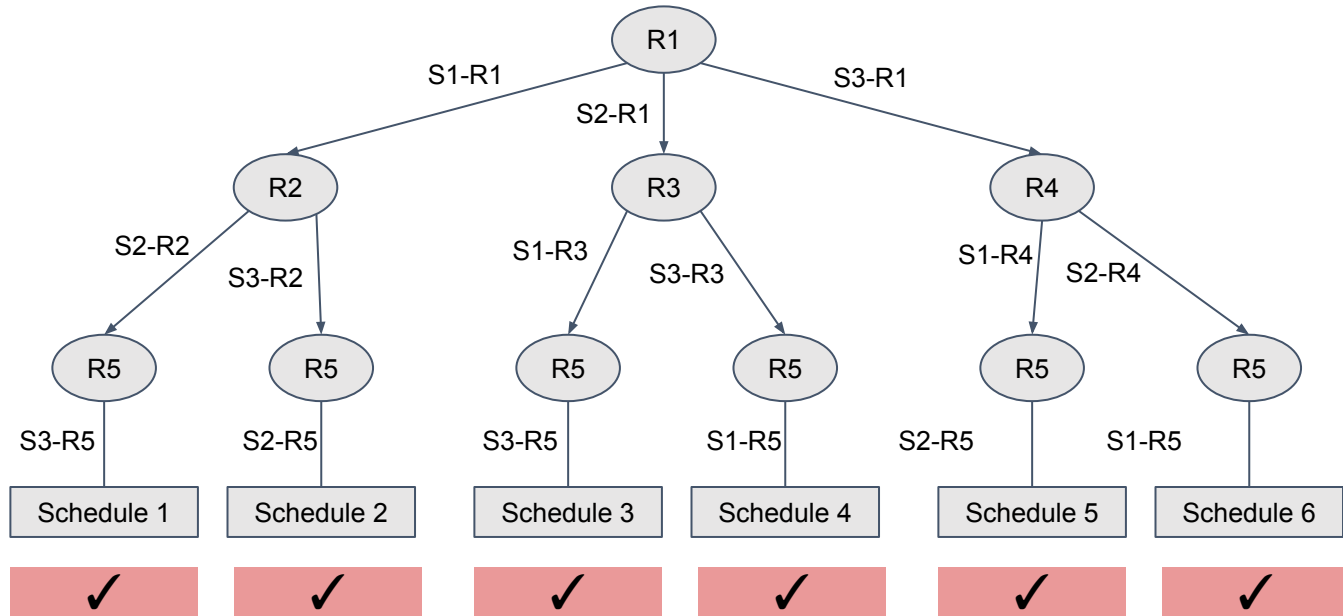 R1
S1-R1
S2-R1
S3-R1
R2
R3
R4
S2-R2
S3-R2
S1-R3
S3-R3
S1-R4
S2-R4
R5
R5
R5
R5
R5
R5
S3-R5
S2-R5
S3-R5
S1-R5
S2-R5
S1-R5
Schedule 1
Schedule 2
Schedule 3
Schedule 4
Schedule 5
Schedule 6
✓
✓
✓
✓
✓
✓